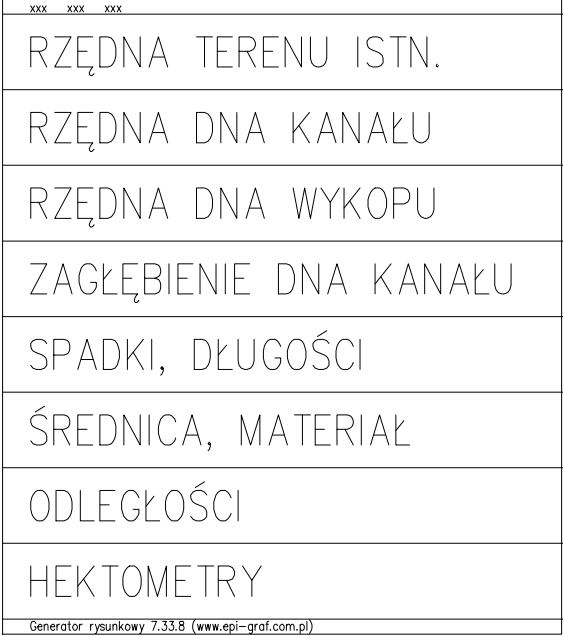 xxx xxx xxx
RZĘDNA TERENU ISTN.
RZĘDNA DNA KANAŁU
RZĘDNA DNA WYKOPU
ZAGŁĘBIENIE DNA KANAŁU
SPADKI, DŁUGOŚCI
ŚREDNICA, MATERIAŁ
ODLEGŁOŚCI
HEKTOMETRY
Generator rysunkowy 7.33.8 (www.epi-graf.com.pl)